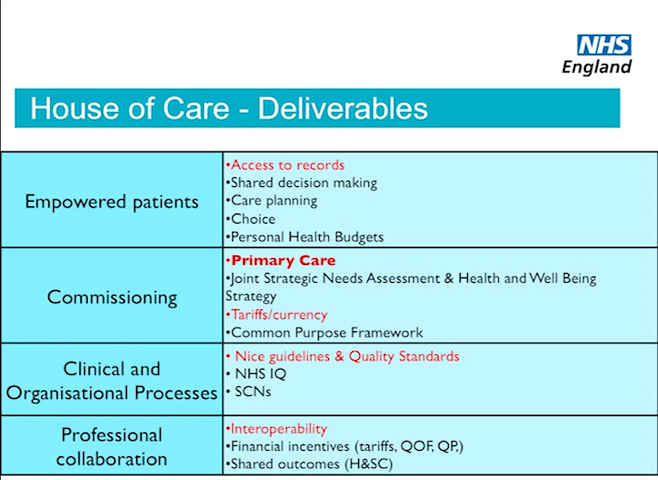 NHS
England
House of Care - Deliverables
Empowered patients
•Access to records
•Shared decision making
•Care planning
•Choice
•Personal Health Budgets
Commissioning
•Primary Care
•Joint Strategic Needs Assessment & Health and Well Being
Strategy
•Tariffs/currency
•Common Purpose Framework
Clinical and
Organisational Processes
• Nice guidelines & Quality Standards
• NHS IQ
• SCNs
Professional
collaboration
•Interoperability
•Financial incentives (tariffs, QOF, QP,)
•Shared outcomes (H&SC)